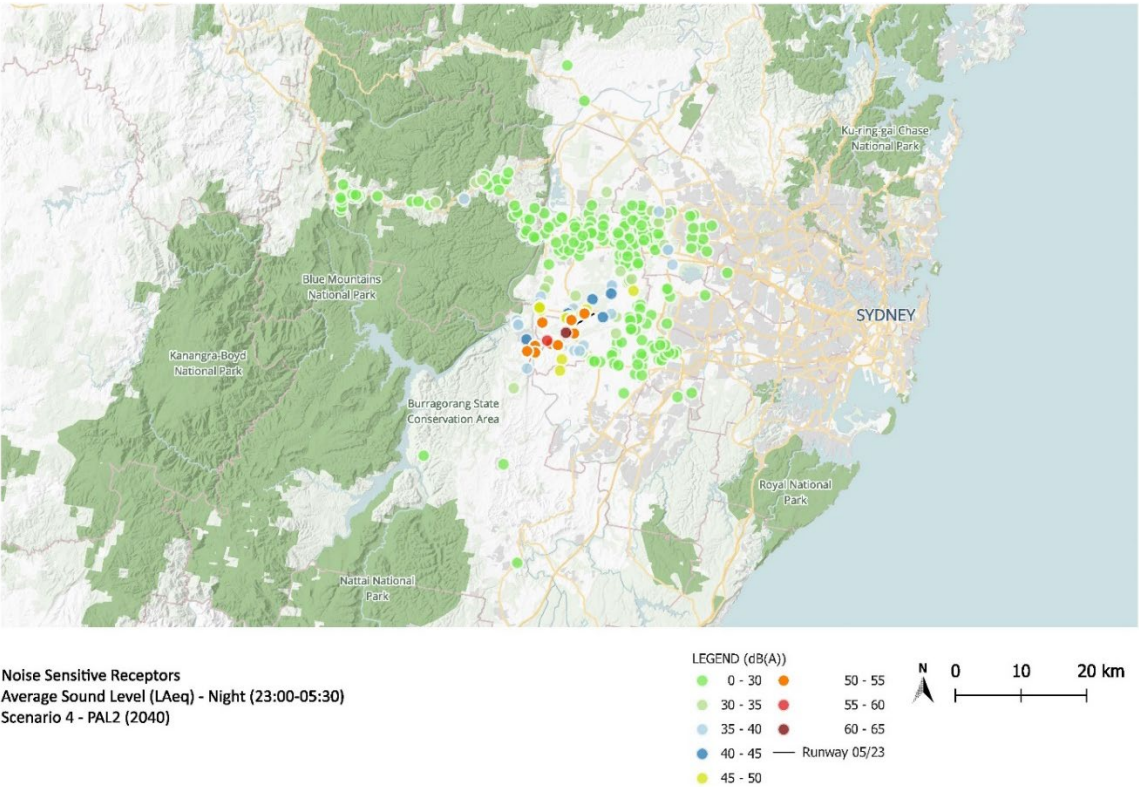 Ku-ring-gai Chase
National Park
Blue Mountains
National Park
SYDNEY
Kanangra-Boyd
National Park
Burragorang State
Conservation Area
Royal National
Park
Nattai National
Park
Noise Sensitive Receptors
Average Sound Level (LAeq) - Night (23:00-05:30)
Scenario 4 - PAL2 (2040)
LEGEND (dB(A))
0 - 30
30 - 35
35 - 40
40 - 45
45 - 50
50 - 55
55 - 60
60 - 65
Runway 05/23
N
0 10 20 km